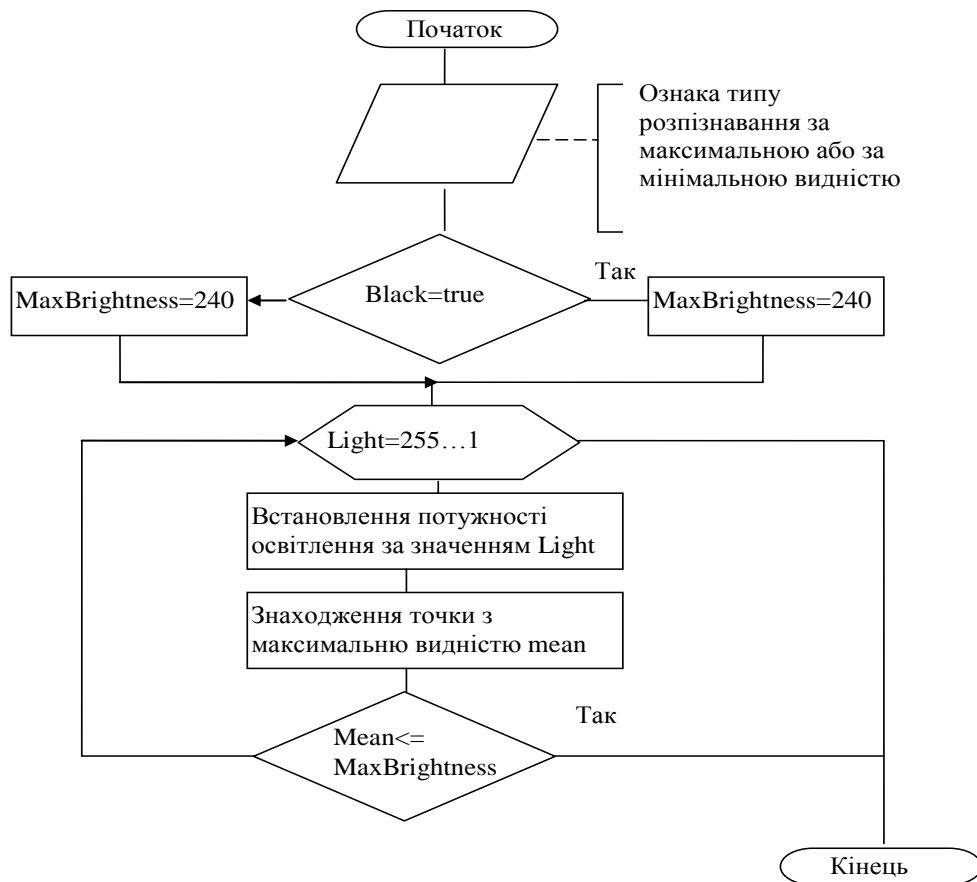 Початок
Ознака типу
розпізнавання за
максимальною або за
мінімальною видністю
Black=true
Так
MaxBrightness=240
MaxBrightness=240
Light=255…1
Встановлення потужності
освітлення за значенням Light
Знаходження точки з
максимальню видністю mean
Mean<=
MaxBrightness
Так
Кінець